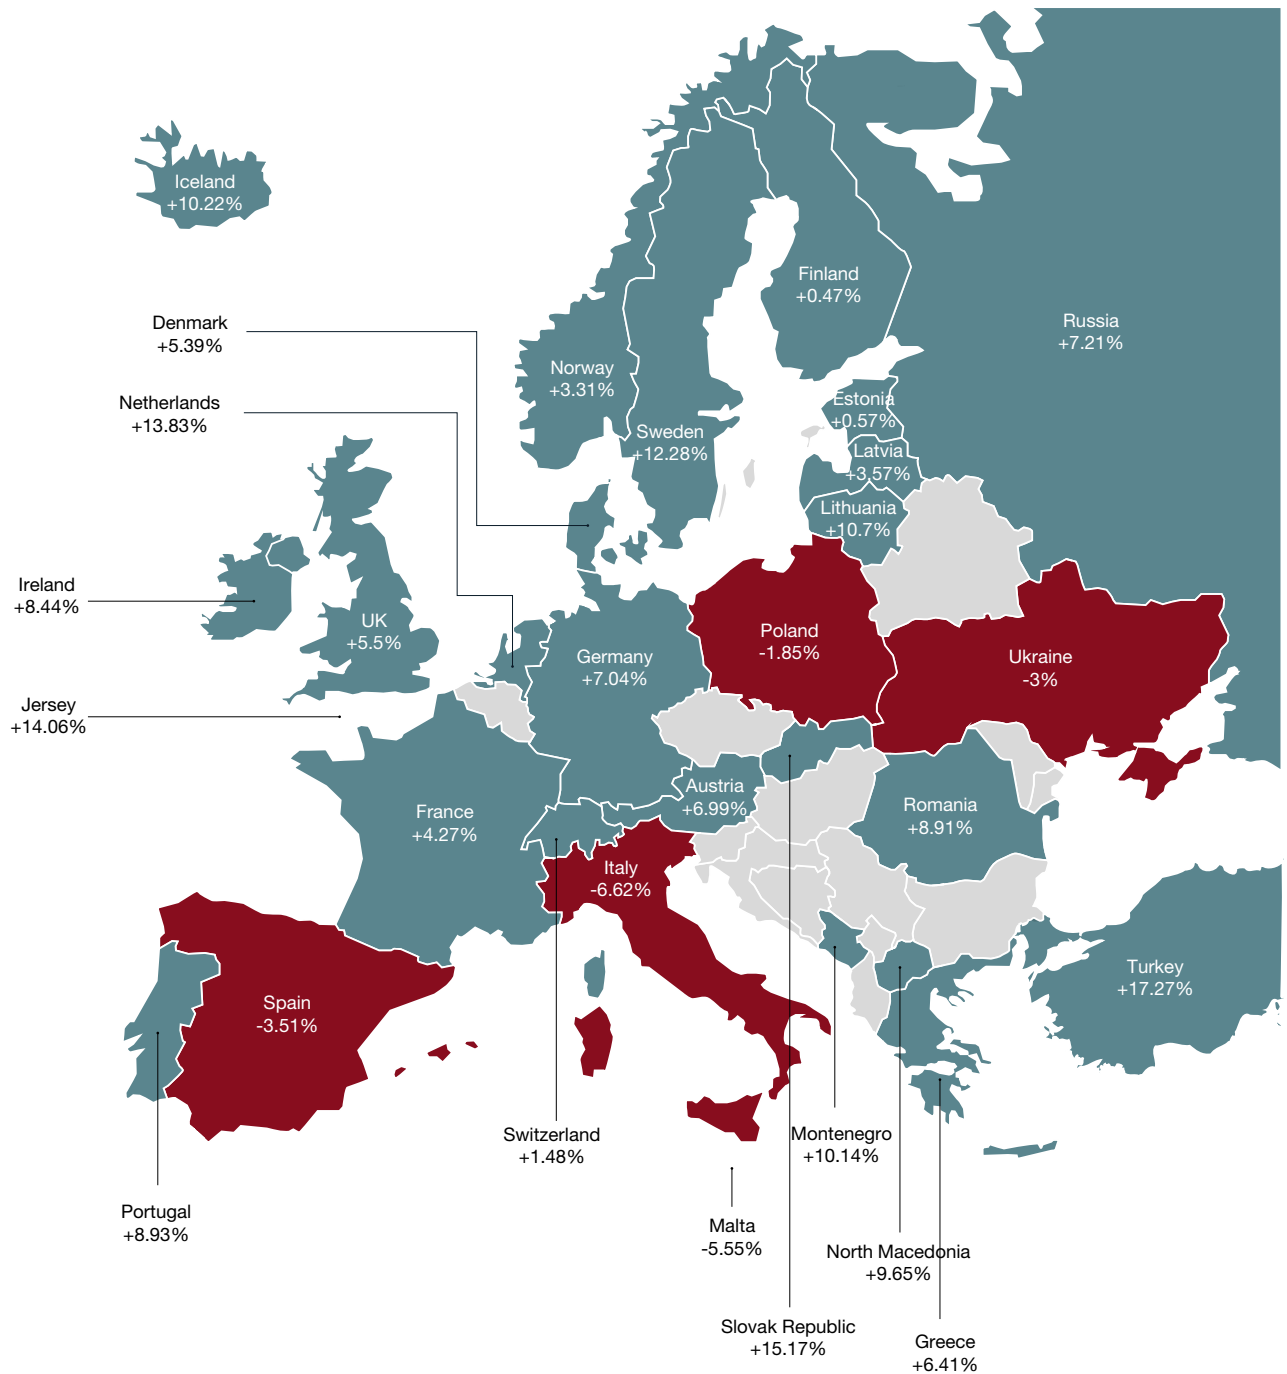 Iceland
+10.22%
Finland
+0.47%
Denmark
+5.39%
Russia
+7.21%
Norway
+3.31%
Netherlands
+13.83%
Estonia
+0.57%
Sweden
+12.28%
Latvia
+3.57%
Lithuania
+10.7%
Ireland
+8.44%
UK
+5.5%
Poland
-1.85%
Germany
+7.04%
Ukraine
-3%
Jersey
+14.06%
Austria
+6.99%
France
+4.27%
Romania
+8.91%
Italy
-6.62%
Turkey
+17.27%
Spain
-3.51%
Switzerland
+1.48%
Montenegro
+10.14%
Portugal
+8.93%
Malta
-5.55%
North Macedonia
+9.65%
Slovak Republic
+15.17%
Greece
+6.41%